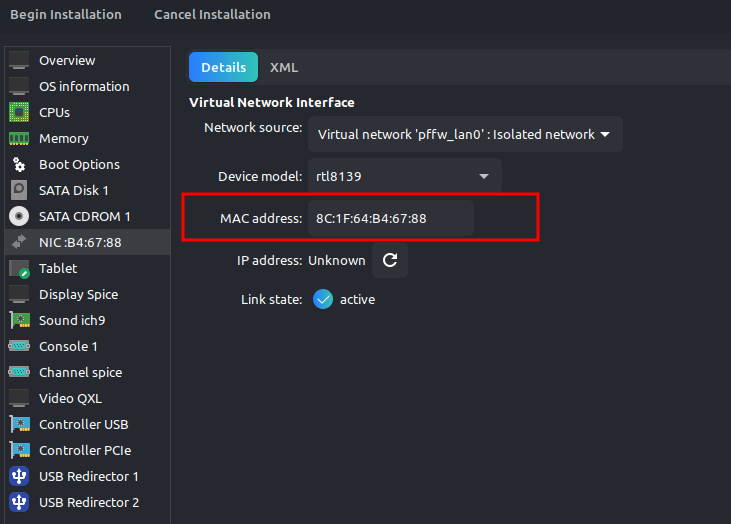 Begin Installation Cancel Installation
Overview
OS information
CPUs
Memory
Boot Options
SATA Disk 1
SATA CDROM 1
NIC :B4:67:88
Tablet
Display Spice
Sound ich9
Console 1
Channel spice
Video QXL
Controller USB
Controller PCIe
USB Redirector 1
USB Redirector 2
Details XML
Virtual Network Interface
Network source: Virtual network 'pffw_lan0' : Isolated network
Device model: rtl8139
MAC address: 8C:1F:64:B4:67:88
IP address: Unknown
Link state: active